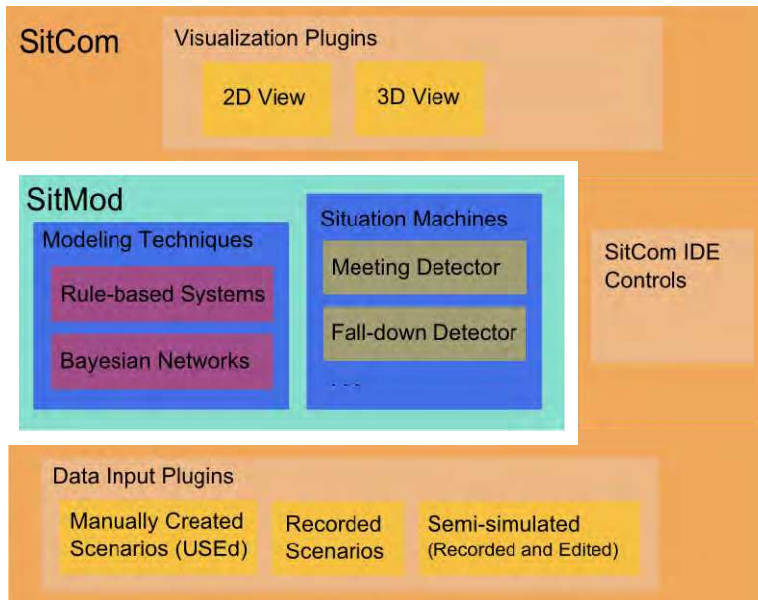 SitCom
Visualization Plugins
2D View
3D View
SitMod
Modeling Techniques
Rule-based Systems
Bayesian Networks
Situation Machines
Meeting Detector
Fall-down Detector
. . .
SitCom IDE
Controls
Data Input Plugins
Manually Created
Scenarios (USEd)
Recorded
Scenarios
Semi-simulated
(Recorded and Edited)